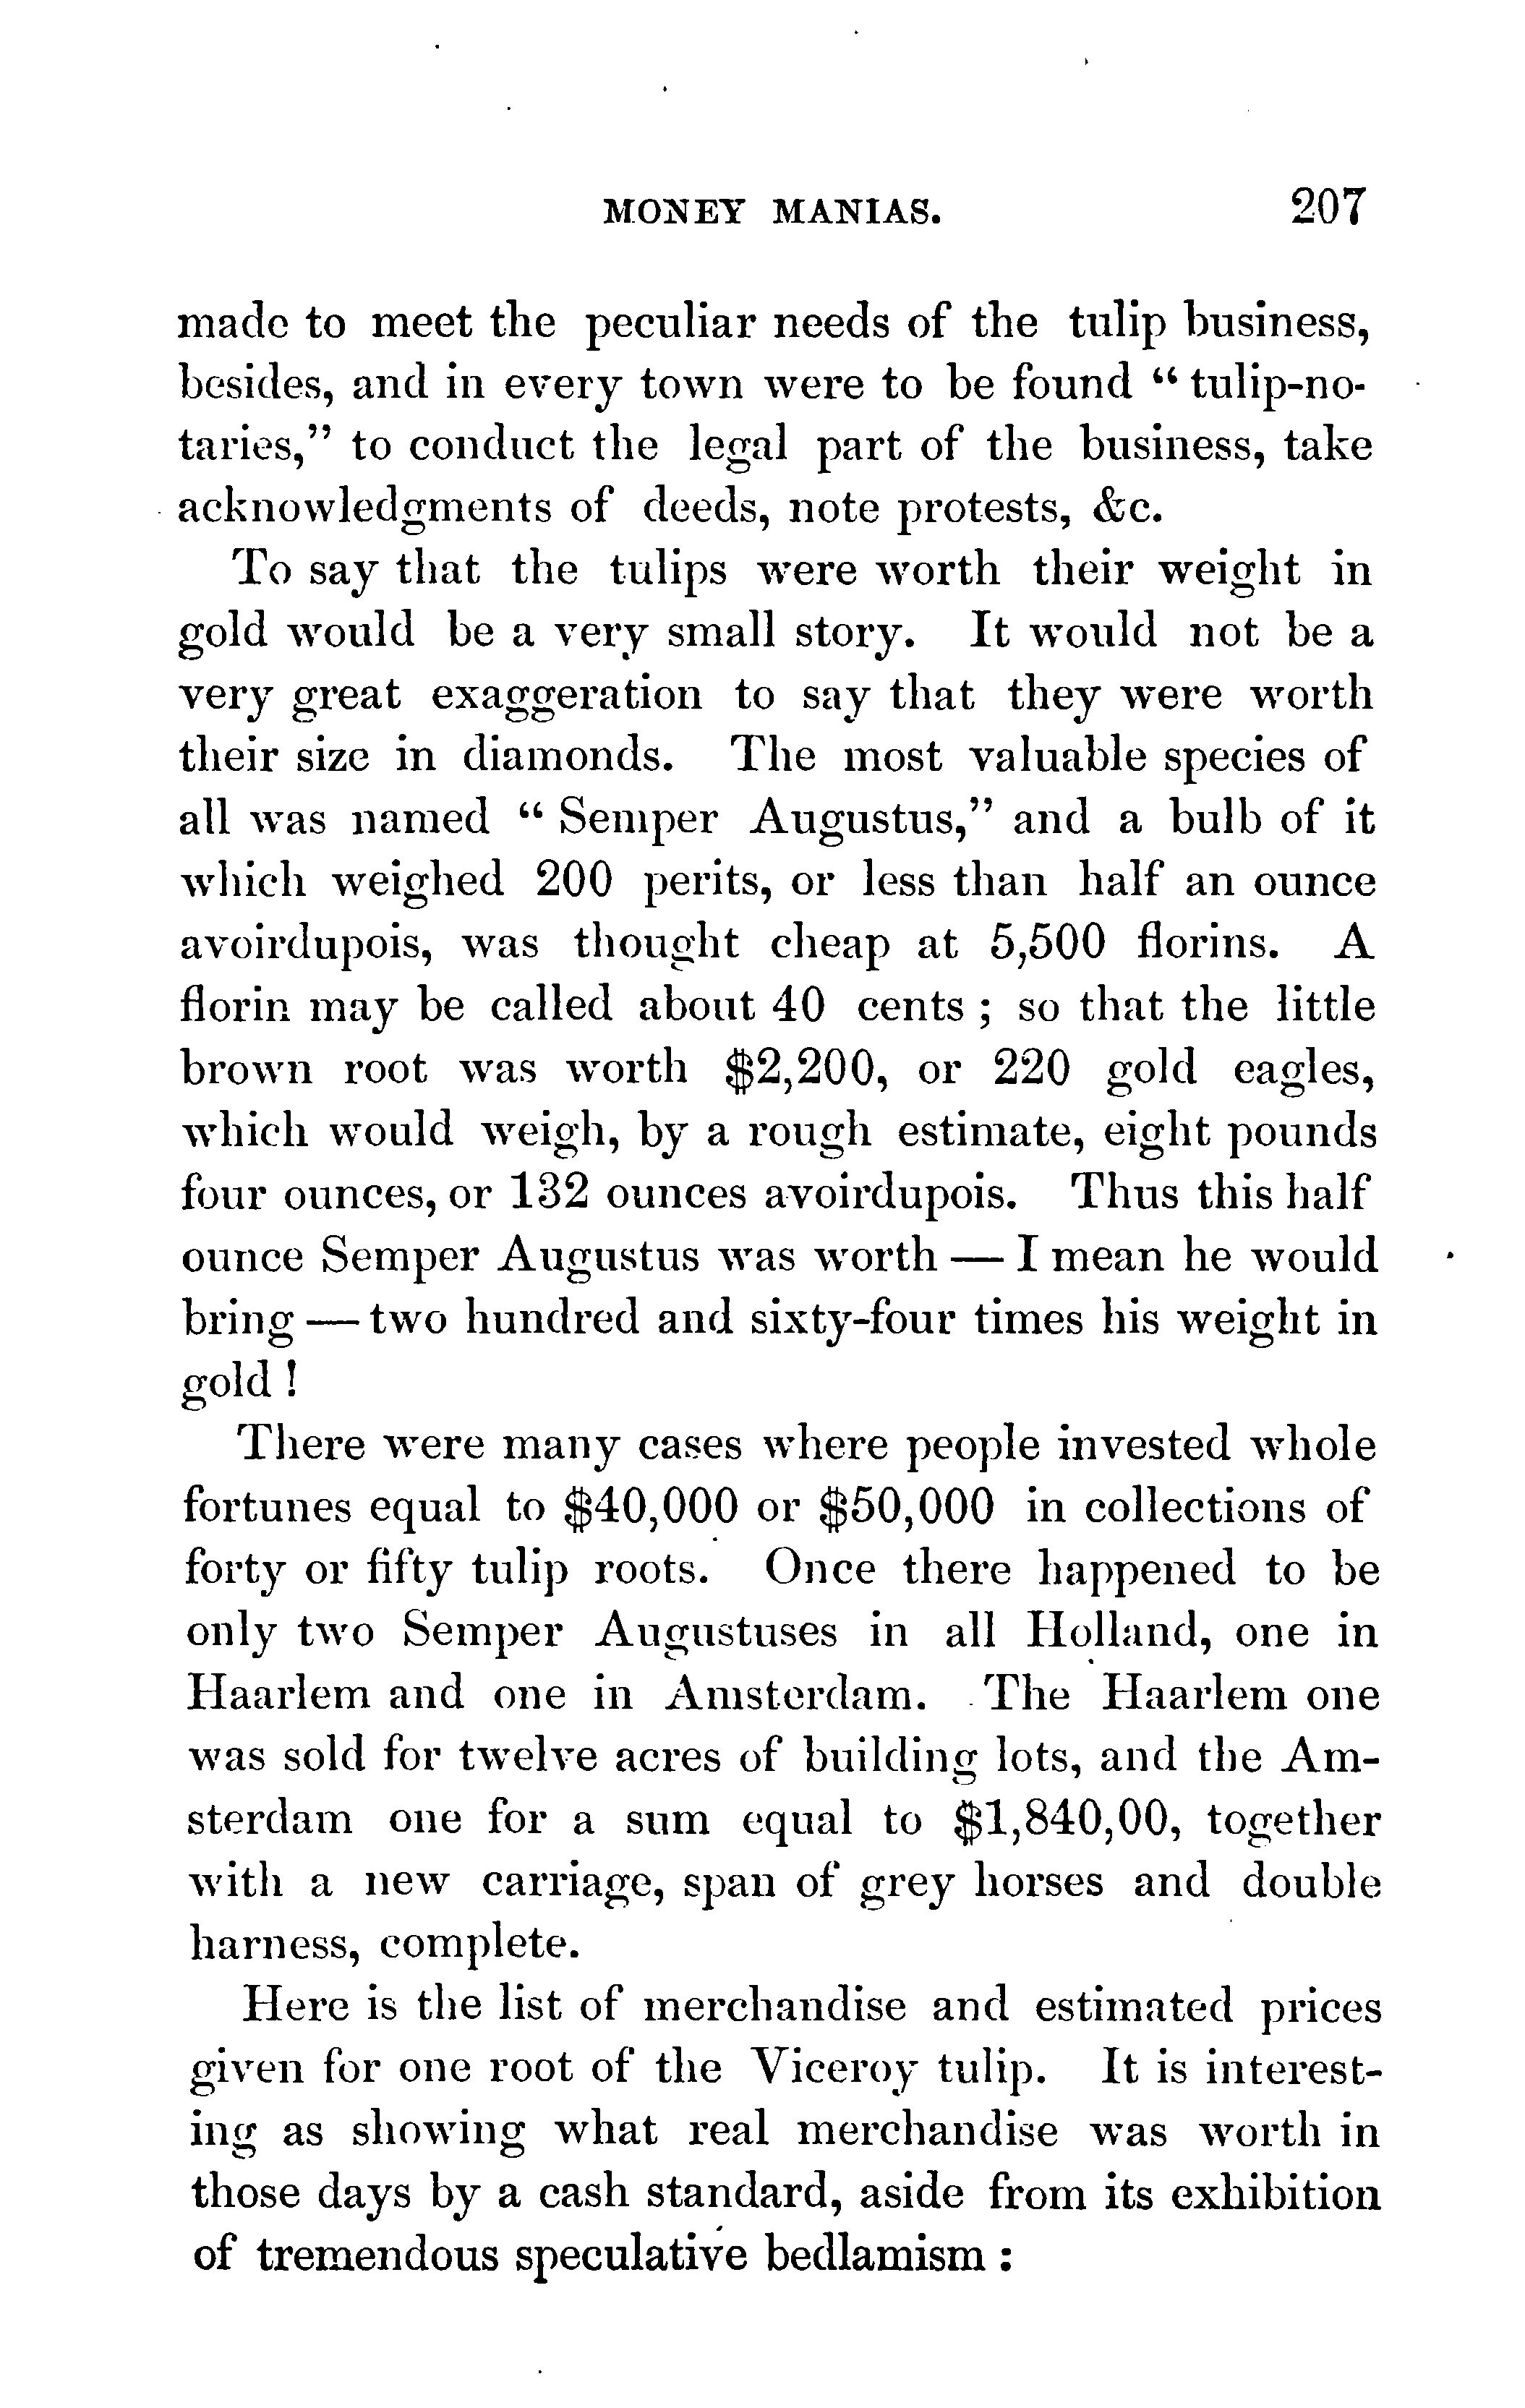 MONEY MANIAS. 207
made to meet the peculiar needs of the tulip business,
besides, and in every town were to be found “ tulip-no-
taries,” to conduct the legal part of the business, take
acknowledgments of deeds, note protests, &c.
To say that the tulips were worth their weight in
gold would be a very small story. It would not be a
very great exaggeration to say that they were worth
their size in diamonds. The most valuable species of
all was named “ Semper Augustus,” and a bulb of it
which weighed 200 perits, or less than half an ounce
avoirdupois, was thought cheap at 5,500 florins. A
florin may be called about 40 cents ; so that the little
brown root was worth $2,200, or 220 gold eagles,
which would weigh, by a rough estimate, eight pounds
four ounces, or 132 ounces avoirdupois. Thus this half
ounce Semper Augustus was worth — I mean he would
bring — two hundred and sixty-four times his weight in
gold !
There were many cases where people invested whole
fortunes equal to $40,000 or $50,000 in collections of
forty or fifty tulip roots. Once there happened to be
only two Semper Augustuses in all Holland, one in
Haarlem and one in Amsterdam. The Haarlem one
was sold for twelve acres of building lots, and the Am-
sterdam one for a sum equal to $1,840,00, together
with a new carriage, span of grey horses and double
harness, complete.
Here is the list of merchandise and estimated prices
given for one root of the Viceroy tulip. It is interest-
ing as showing what real merchandise was worth in
those days by a cash standard, aside from its exhibition
of tremendous speculative bedlamism :